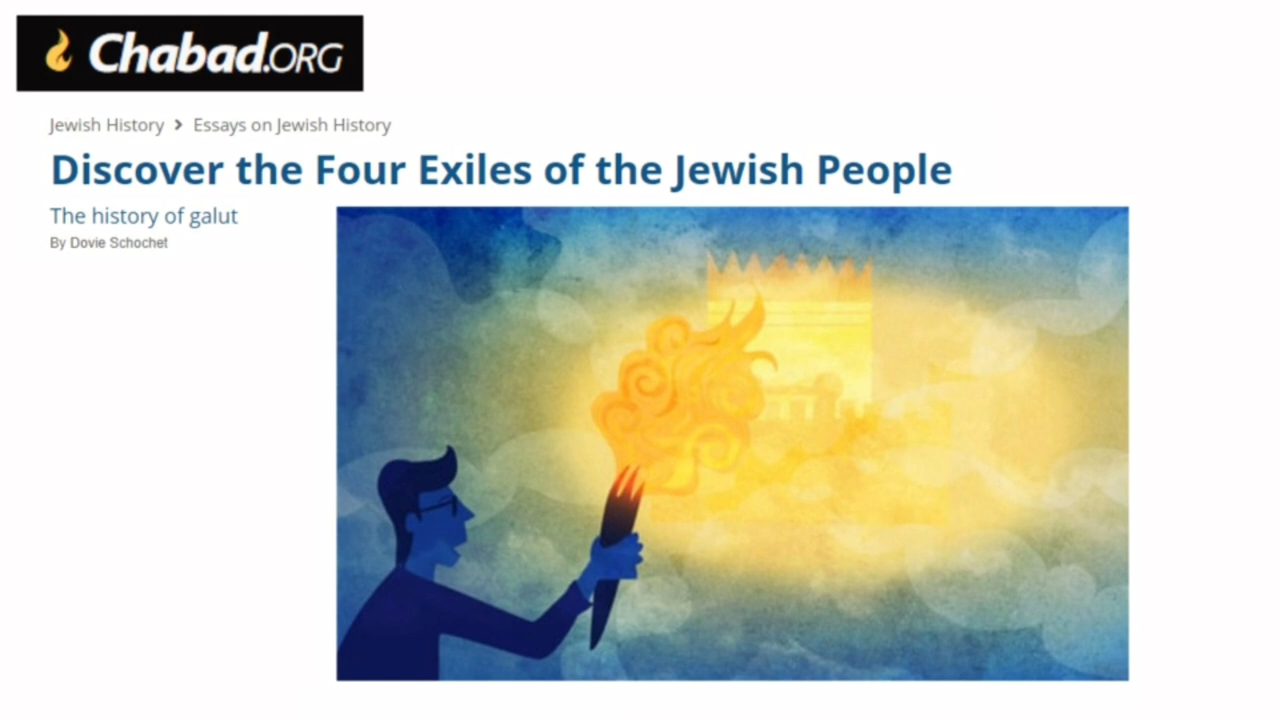 Chabad.ORG
Jewish History > Essays on Jewish History
Discover the Four Exiles of the Jewish People
The history of galut
By Dovie Schochet